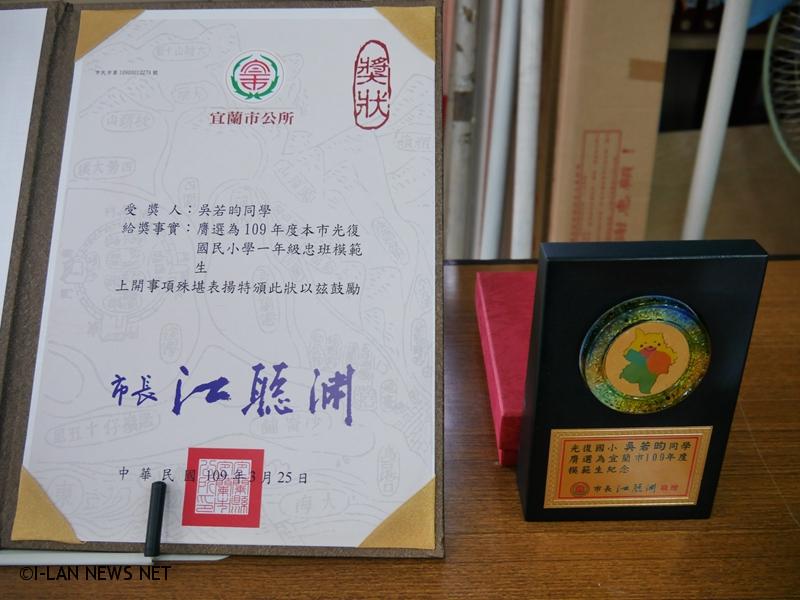 獎狀
宜蘭市公所
受獎人：吳若昀同學
給獎事實：膺選為109年度本市光復
國民小學一年級忠班模範
生
上開事項殊堪表揚特頒此狀以茲鼓勵
市長 江聰淵
中華民國109年3月25日
光復國小 吳若昀同學
膺選為宜蘭市109年度
模範生紀念
市長 江聰淵 敬贈
©I-LAN NEWS NET